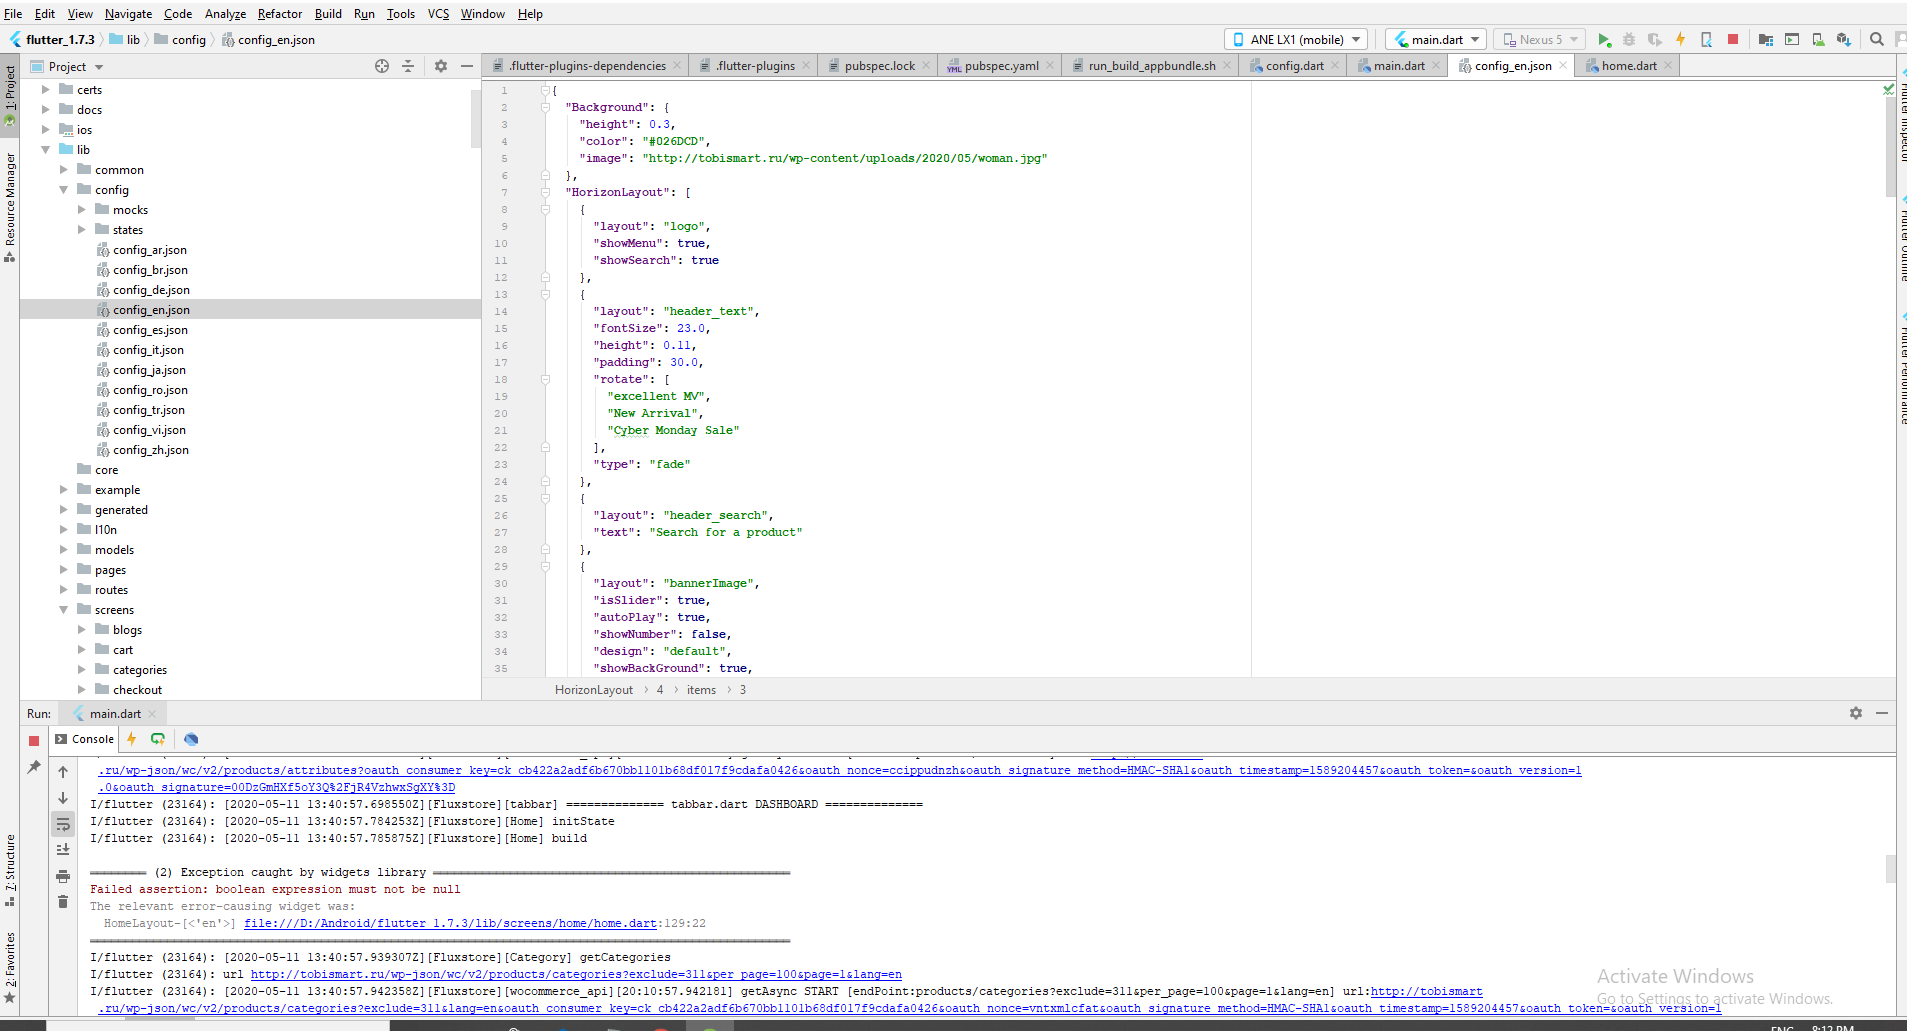 File Edit View Navigate Code Analyze Refactor Build Run Tools VCS Window Help
flutter_1.7.3 lib config config_en.json ANE LX1 (mobile) main.dart Nexus 5
Project .flutter-plugins-dependencies .flutter-plugins pubspec.lock pubspec.yaml run_build_appbundle.sh config.dart main.dart config_en.json home.dart
1: Project
Resource Manager
7: Structure
2: Favorites
certs
docs
ios
lib
common
config
mocks
states
config_ar.json
config_br.json
config_de.json
config_en.json
config_es.json
config_it.json
config_ja.json
config_ro.json
config_tr.json
config_vi.json
config_zh.json
core
example
generated
l10n
models
pages
routes
screens
blogs
cart
categories
checkout
1 {
2 "Background": {
3 "height": 0.3,
4 "color": "#026DCD",
5 "image": "http://tobismart.ru/wp-content/uploads/2020/05/woman.jpg"
6 },
7 "HorizonLayout": [
8 {
9 "layout": "logo",
10 "showMenu": true,
11 "showSearch": true
12 },
13 {
14 "layout": "header_text",
15 "fontSize": 23.0,
16 "height": 0.11,
17 "padding": 30.0,
18 "rotate": [
19 "excellent MV",
20 "New Arrival",
21 "Cyber Monday Sale"
22 ],
23 "type": "fade"
24 },
25 {
26 "layout": "header_search",
27 "text": "Search for a product"
28 },
29 {
30 "layout": "bannerImage",
31 "isSlider": true,
32 "autoPlay": true,
33 "showNumber": false,
34 "design": "default",
35 "showBackGround": true,
HorizonLayout 4 items 3
Flutter Inspector
Flutter Outline
Flutter Performance
Run: main.dart
Console
.ru/wp-json/wc/v2/products/attributes?oauth_consumer_key=ck_cb422a2adf6b670bb1101b68df017f9cdafa0426&oauth_nonce=ccippudnzh&oauth_signature_method=HMAC-SHA1&oauth_timestamp=1589204457&oauth_token=&oauth_version=1
.0&oauth_signature=00DzGmHXf5oY3Q%2FjR4VzhwxSgXY%3D
I/flutter (23164): [2020-05-11 13:40:57.698550Z][Fluxstore][tabbar] ============== tabbar.dart DASHBOARD ==============
I/flutter (23164): [2020-05-11 13:40:57.784253Z][Fluxstore][Home] initState
I/flutter (23164): [2020-05-11 13:40:57.785875Z][Fluxstore][Home] build
════════ (2) Exception caught by widgets library ═══════════════════════════════════════════════════
Failed assertion: boolean expression must not be null
The relevant error-causing widget was:
HomeLayout-[<'en'>] file:///D:/Android/flutter_1.7.3/lib/screens/home/home.dart:129:22
════════════════════════════════════════════════════════════════════════════════════════════════════
I/flutter (23164): [2020-05-11 13:40:57.939307Z][Fluxstore][Category] getCategories
I/flutter (23164): url http://tobismart.ru/wp-json/wc/v2/products/categories?exclude=311&per_page=100&page=1&lang=en
I/flutter (23164): [2020-05-11 13:40:57.942358Z][Fluxstore][wocommerce_api][20:10:57.942181] getAsync START [endPoint:products/categories?exclude=311&per_page=100&page=1&lang=en] url:http://tobismart
.ru/wp-json/wc/v2/products/categories?exclude=311&lang=en&oauth_consumer_key=ck_cb422a2adf6b670bb1101b68df017f9cdafa0426&oauth_nonce=vntxmlcfat&oauth_signature_method=HMAC-SHA1&oauth_timestamp=1589204457&oauth_token=&oauth_version=1
Activate Windows
Go to Settings to activate Windows.
ENG 8:12 PM